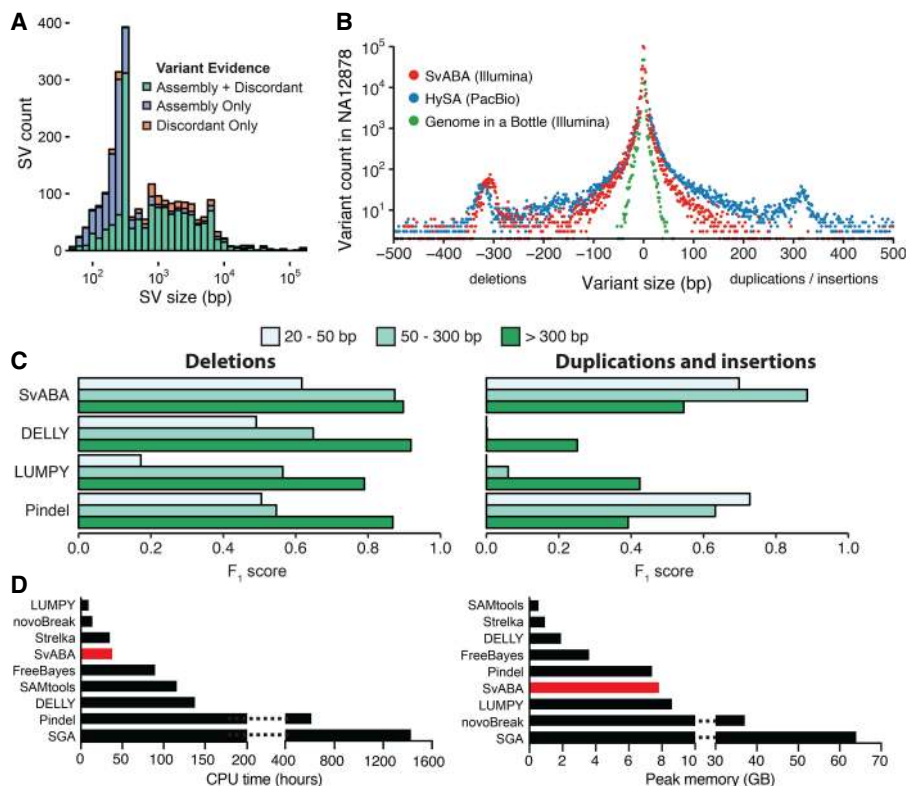 A
SV count
400
300
200
100
0
Variant Evidence
Assembly + Discordant
Assembly Only
Discordant Only
10²
10³
10⁴
10⁵
SV size (bp)
B
Variant count in NA12878
10⁵
10⁴
10³
10²
10¹
SvABA (Illumina)
HySA (PacBio)
Genome in a Bottle (Illumina)
−500 −400 −300 −200 −100 0 100 200 300 400 500
deletions
Variant size (bp)
duplications / insertions
20 - 50 bp
50 - 300 bp
> 300 bp
C
Deletions
SvABA
DELLY
LUMPY
Pindel
0.0 0.2 0.4 0.6 0.8 1.0
F₁ score
Duplications and insertions
0.0 0.2 0.4 0.6 0.8 1.0
F₁ score
D
LUMPY
novoBreak
Strelka
SvABA
FreeBayes
SAMtools
DELLY
Pindel
SGA
0 50 100 150 200 400 800 1200 1600
CPU time (hours)
SAMtools
Strelka
DELLY
FreeBayes
Pindel
SvABA
LUMPY
novoBreak
SGA
0 2 4 6 8 10 30 40 50 60 70
Peak memory (GB)